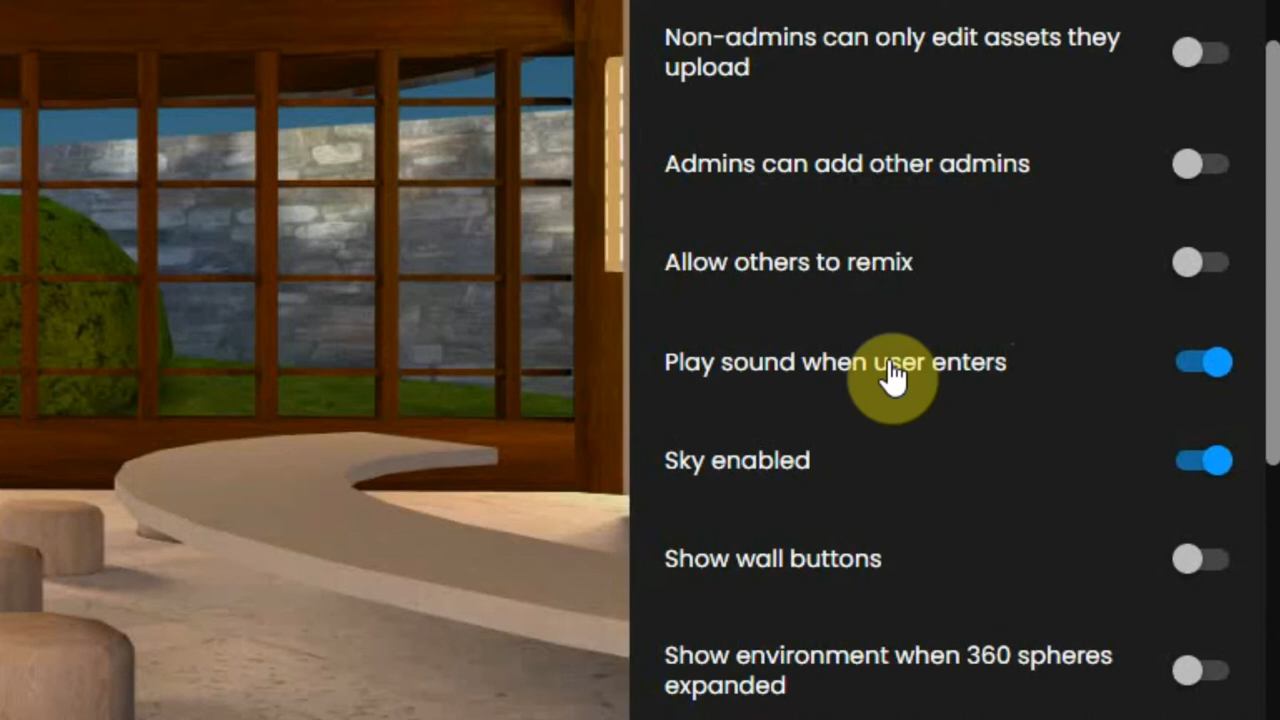 Non-admins can only edit assets they
upload
Admins can add other admins
Allow others to remix
Play sound when user enters
Sky enabled
Show wall buttons
Show environment when 360 spheres
expanded